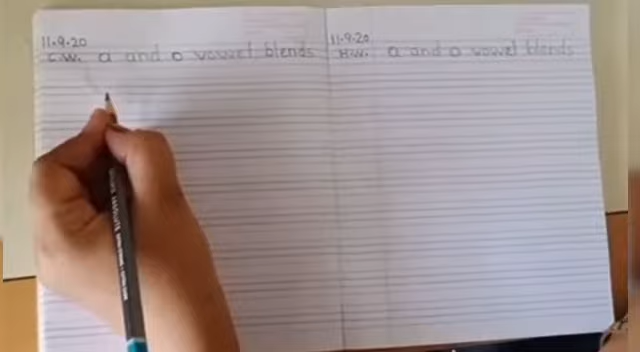 11.9.20
C.W. a and o vowel blends
11.9.20
H.W. a and o vowel blends